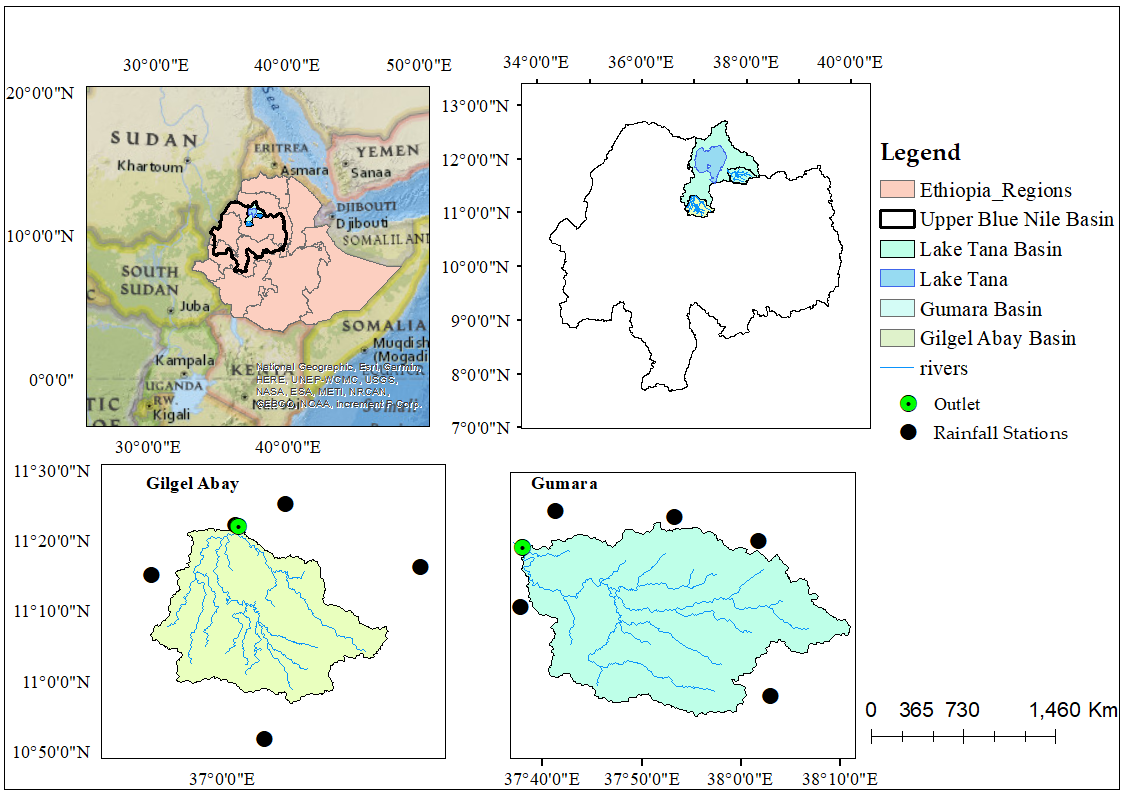 30°0'0"E 40°0'0"E 50°0'0"E
20°0'0"N
10°0'0"N
0°0'0"
30°0'0"E 40°0'0"E
Sea
SUDAN
Khartoum
ERITREA
Asmara
YEMEN
Sanaa
DJIBOUTI
Djibouti
SOMALILAN
SOUTH
SUDAN
Juba
SOMALIA
Muqdish
(Mogadi
Kampala
UGANDA
RW.
Kigali
TIC
OF
C
National Geographic, Esri, Garmin,
HERE, UNEP-WCMC, USGS,
NASA, ESA, METI, NRCAN,
GEBCO, NOAA, increment P Corp.
34°0'0"E 36°0'0"E 38°0'0"E 40°0'0"E
13°0'0"N
12°0'0"N
11°0'0"N
10°0'0"N
9°0'0"N
8°0'0"N
7°0'0"N
Legend
Ethiopia_Regions
Upper Blue Nile Basin
Lake Tana Basin
Lake Tana
Gumara Basin
Gilgel Abay Basin
rivers
Outlet
Rainfall Stations
Gilgel Abay
11°30'0"N
11°20'0"N
11°10'0"N
11°0'0"N
10°50'0"N
37°0'0"E
Gumara
37°40'0"E 37°50'0"E 38°0'0"E 38°10'0"E
0 365 730 1,460 Km